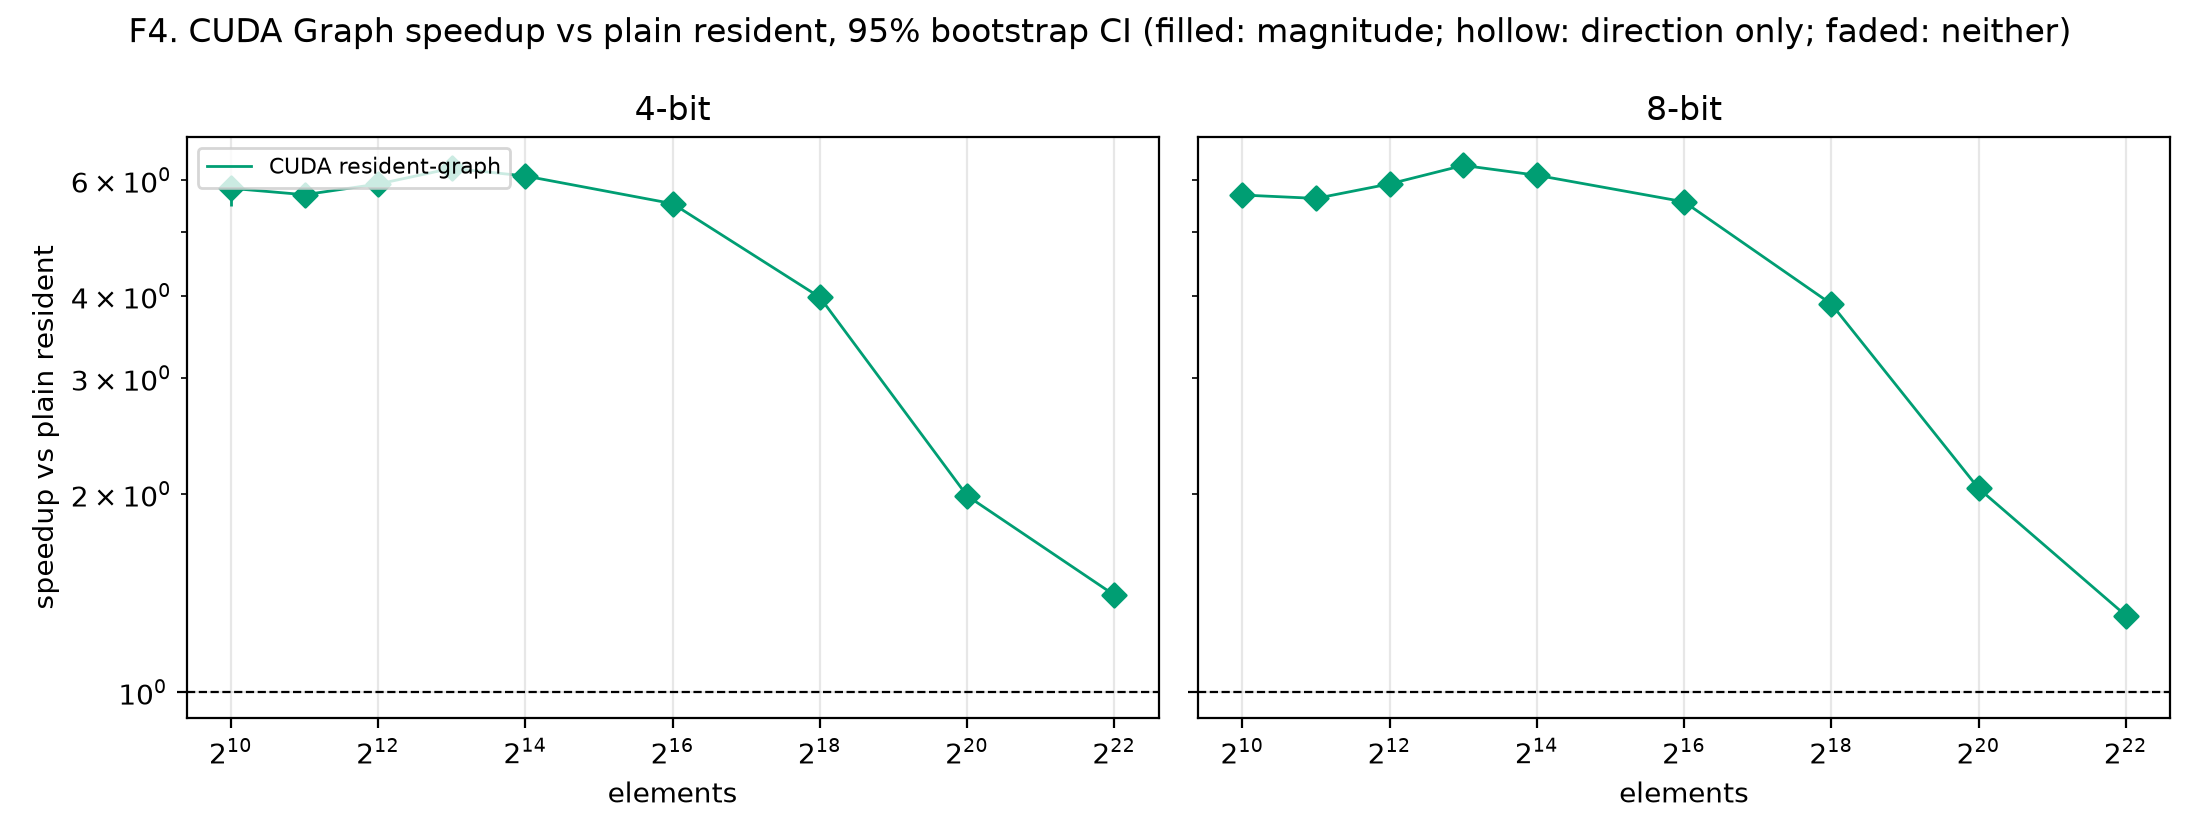 F4. CUDA Graph speedup vs plain resident, 95% bootstrap CI (filled: magnitude; hollow: direction only; faded: neither)
4-bit
8-bit
CUDA resident-graph
speedup vs plain resident
6 × 10⁰
4 × 10⁰
3 × 10⁰
2 × 10⁰
10⁰
2¹⁰ 2¹² 2¹⁴ 2¹⁶ 2¹⁸ 2²⁰ 2²²
2¹⁰ 2¹² 2¹⁴ 2¹⁶ 2¹⁸ 2²⁰ 2²²
elements
elements